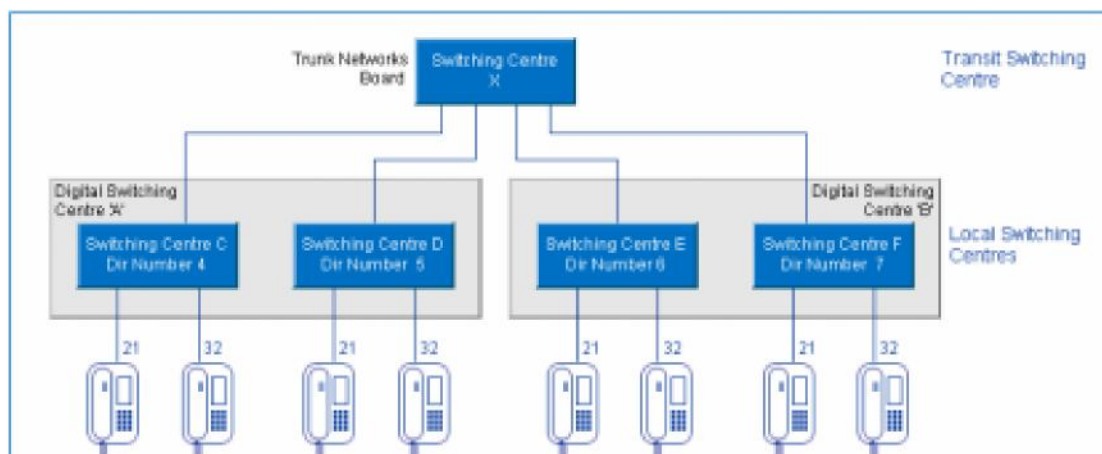 Trunk Networks
Board
Switching Centre
X
Transit Switching
Centre
Digital Switching
Centre 'A'
Digital Switching
Centre 'B'
Switching Centre C
Dir Number 4
Switching Centre D
Dir Number 5
Switching Centre E
Dir Number 6
Switching Centre F
Dir Number 7
Local Switching
Centres
21
32
21
32
21
32
21
32